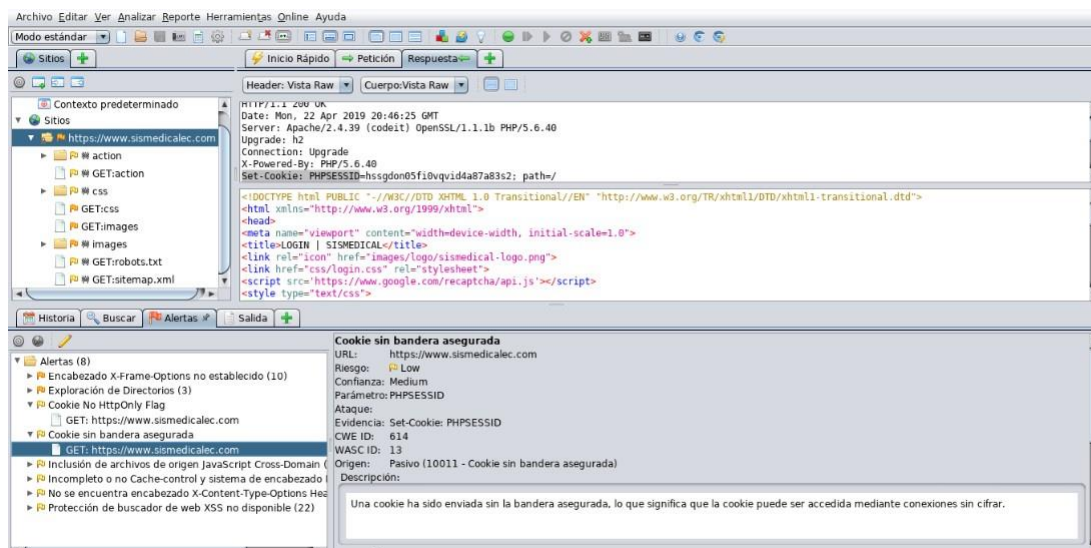 Archivo Editar Ver Analizar Reporte Herramientas Online Ayuda
Modo estándar
Sitios
Inicio Rápido Petición Respuesta
Header: Vista Raw Cuerpo:Vista Raw
Contexto predeterminado
Sitios
https://www.sismedicalec.com
action
GET:action
css
GET:css
GET:images
images
GET:robots.txt
GET:sitemap.xml
HTTP/1.1 200 OK
Date: Mon, 22 Apr 2019 20:46:25 GMT
Server: Apache/2.4.39 (codeit) OpenSSL/1.1.1b PHP/5.6.40
Upgrade: h2
Connection: Upgrade
X-Powered-By: PHP/5.6.40
Set-Cookie: PHPSESSID=hssgdon05fi0vqvid4a87a83s2; path=/
<!DOCTYPE html PUBLIC "-//W3C//DTD XHTML 1.0 Transitional//EN" "http://www.w3.org/TR/xhtml1/DTD/xhtml1-transitional.dtd">
<html xmlns="http://www.w3.org/1999/xhtml">
<head>
<meta name="viewport" content="width=device-width, initial-scale=1.0">
<title>LOGIN | SISMEDICAL</title>
<link rel="icon" href="images/logo/sismedical-logo.png">
<link href="css/login.css" rel="stylesheet">
<script src='https://www.google.com/recaptcha/api.js'></script>
<style type="text/css">
Historia Buscar Alertas Salida
Alertas (8)
Encabezado X-Frame-Options no establecido (10)
Exploración de Directorios (3)
Cookie No HttpOnly Flag
GET: https://www.sismedicalec.com
Cookie sin bandera asegurada
GET: https://www.sismedicalec.com
Inclusión de archivos de origen JavaScript Cross-Domain (
Incompleto o no Cache-control y sistema de encabezado
No se encuentra encabezado X-Content-Type-Options Hea
Protección de buscador de web XSS no disponible (22)
Cookie sin bandera asegurada
URL: https://www.sismedicalec.com
Riesgo: Low
Confianza: Medium
Parámetro: PHPSESSID
Ataque:
Evidencia: Set-Cookie: PHPSESSID
CWE ID: 614
WASC ID: 13
Origen: Pasivo (10011 - Cookie sin bandera asegurada)
Descripción:
Una cookie ha sido enviada sin la bandera asegurada, lo que significa que la cookie puede ser accedida mediante conexiones sin cifrar.